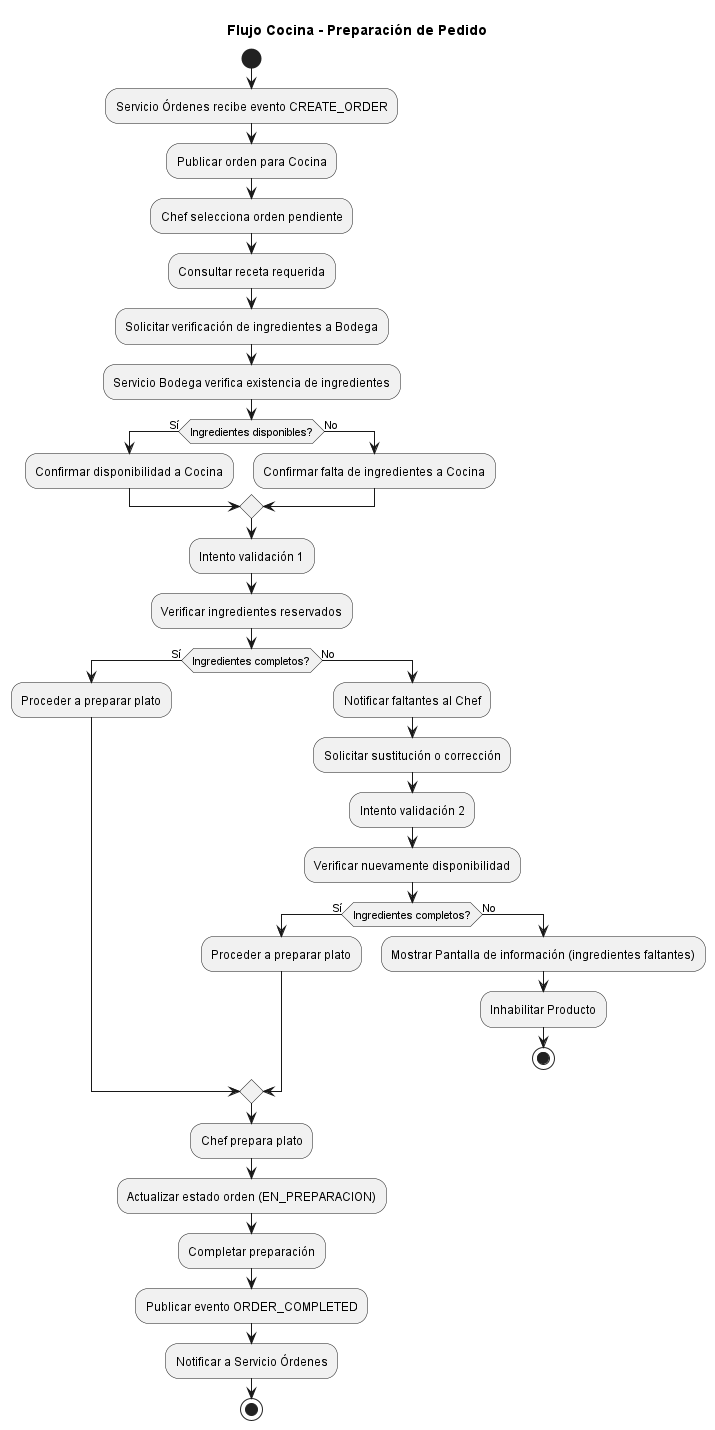 Flujo Cocina - Preparación de Pedido
Servicio Órdenes recibe evento CREATE_ORDER
Publicar orden para Cocina
Chef selecciona orden pendiente
Consultar receta requerida
Solicitar verificación de ingredientes a Bodega
Servicio Bodega verifica existencia de ingredientes
Sí
Ingredientes disponibles?
No
Confirmar disponibilidad a Cocina
Confirmar falta de ingredientes a Cocina
Intento validación 1
Verificar ingredientes reservados
Sí
Ingredientes completos?
No
Proceder a preparar plato
Notificar faltantes al Chef
Solicitar sustitución o corrección
Intento validación 2
Verificar nuevamente disponibilidad
Sí
Ingredientes completos?
No
Proceder a preparar plato
Mostrar Pantalla de información (ingredientes faltantes)
Inhabilitar Producto
Chef prepara plato
Actualizar estado orden (EN_PREPARACION)
Completar preparación
Publicar evento ORDER_COMPLETED
Notificar a Servicio Órdenes